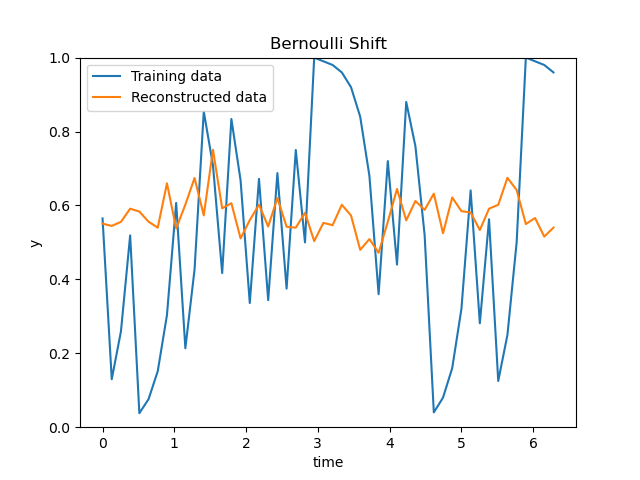 Bernoulli Shift
Training data
Reconstructed data
1.0
0.8
0.6
0.4
0.2
0.0
y
0 1 2 3 4 5 6
time